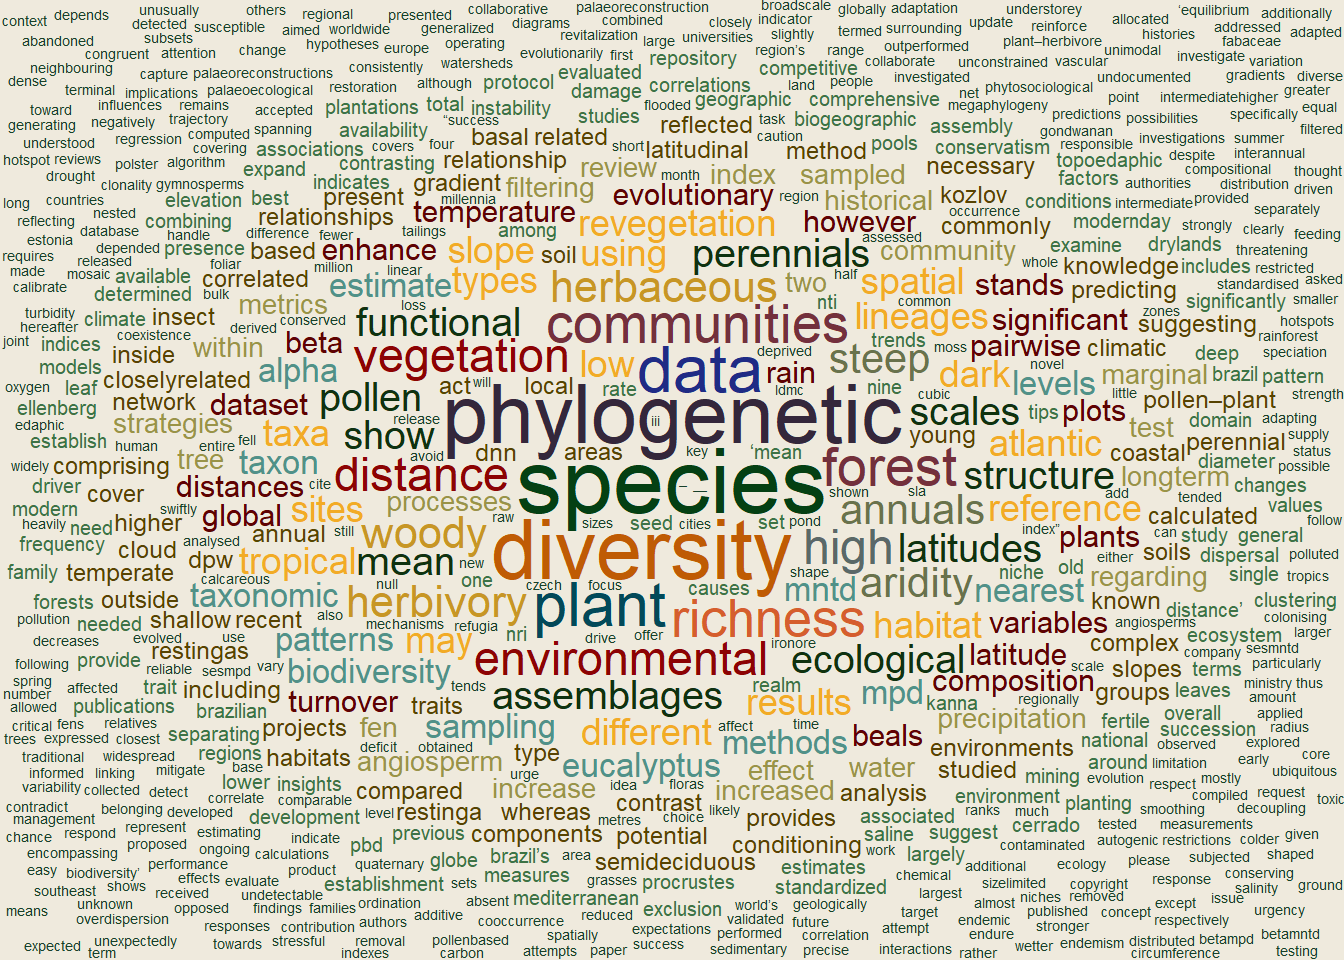 context depends unusually others regional presented collaborative palaeoreconstruction broadscale globally adaptation understorey ‘equilibrium additionally
abandoned detected susceptible aimed worldwide generalized diagrams combined closely indicator termed surrounding update reinforce allocated addressed adapted
subsets hypotheses europe operating revitalization large universities slightly plant–herbivore histories fabaceae
congruent attention change watersheds evolutionarily first repository region’s range outperformed collaborate unconstrained vascular unimodal investigate variation
neighbouring capture palaeoreconstructions consistently although protocol evaluated competitive land people investigated undocumented gradients diverse
dense terminal implications palaeoecological restoration damage correlations net phytosociological greater
toward influences remains accepted plantations total instability studies flooded geographic comprehensive megaphylogeny point intermediatehigher equal
generating negatively trajectory spanning availability “success basal related reflected task biogeographic assembly predictions possibilities specifically filtered
understood regression computed covering associations covers four short latitudinal caution method pools conservatism gondwanan responsible investigations summer interannual
hotspot reviews polster algorithm expand contrasting relationship review month index sampled necessary topoepaphic despite compositional thought
drought clonality gymnosperms indicates gradient filtering evolutionary region historical kozlov factors authorities distribution driven
long countries elevation best present millennia temperature revegetation however occurrence conditions intermediate provided separately
reflecting nested database combining relationships tailings among assessed commonly modernday strongly clearly feeding
estonia handle difference fewer presence based enhance slope soil using perennials community examine drylands threatening
requires depended released foliar million linear whole knowledge includes restricted
made mosaic available correlated estimate types herbaceous two half spatial stands predicting standardised asked
calibrate determined bulk metrics loss nti common significantly smaller
turbidity climate insect derived conserved functional communities lineages significant zones suggesting hotspots
hereafter coexistence beta trends rainforest
joint indices inside within vegetation low data deprived steep moss pairwise climatic deep speciation
models alpha rain novel
oxygen leaf closelyrelated act will local rate ldmc nine cubic dark levels little marginal brazil pattern
ellenberg network dataset pollen phylogenetic scales tips plots pollen–plant strength
edaphic strategies release iii young test domain adapting
establish human entire fell taxa show dnn areas key ‘mean atlantic coastal perennial supply
widely comprising tree taxon avoid distance species forest structure longterm diameter status possible
driver cover distances cite processes shown sla add tended changes
modern swiftly global sites raw annuals reference calculated values
heavily need higher analysed annual still woody sizes seed cities set pond index” plants can study general follow
frequency cloud dpw tropical mean new diversity high latitudes either soils dispersal polluted
family temperate calcareous null one czech focus causes shape mntd aridity nearest niche old regarding single tropics
forests outside taxonomic herbivory plant richness known distance’ clustering
pollution needed shallow recent also mechanisms refugia nri drive offer habitat variables angiosperms colonising
decreases evolved use patterns may ironore complex ecosystem larger
following provide restingas reliable sesmpd vary biodiversity environmental ecological latitude scale slopes company sesmntd terms particularly
spring number affected trait including tends assemblages realm mpd composition groups leaves ministry thus
allowed publications brazilian turnover traits results kanna regionally amount
critical fens relatives separating projects fen sampling different affect time precipitation fertile overall applied
trees expressed closest regions deficit obtained methods beals environments national succession radius
traditional widespread habitats type observed explored
informed linking mitigate base angiosperm urge eucalyptus effect water studied around limitation early core
variability collected detect lower insights compared increase idea floras increased analysis mining evolution respect mostly ubiquitous
contradict belonging developed correlate comparable level restinga whereas metres contrast choice likely provides associated environment planting compiled request toxic
management development ranks much smoothing decoupling
chance respond represent estimating indicate previous components potential conditioning saline suggest cerrado tested measurements
encompassing proposed ongoing calculations pbd globe brazil’s area semideciduous work largely contaminated autogenic restrictions colder given
easy biodiversity’ performance product quaternary measures estimates additional ecology please subjected shaped
southeast shows effects evaluate establishment sets grasses procrustes standardized chemical sizelimited copyright response conserving
means unknown received undetectable ordination absent mediterranean largest niches removed salinity ground
overdispersion opposed findings families additive cooccurrence reduced exclusion world’s geologically target almost published concept except issue urgency
responses contribution authors expectations validated future attempt endemic stronger respectively
expected unexpectedly towards stressful removal pollenbased spatially performed correlation endure distributed betampd betamntd
term indexes carbon attempts paper success sedimentary precise interactions rather wetter endemism circumference testing